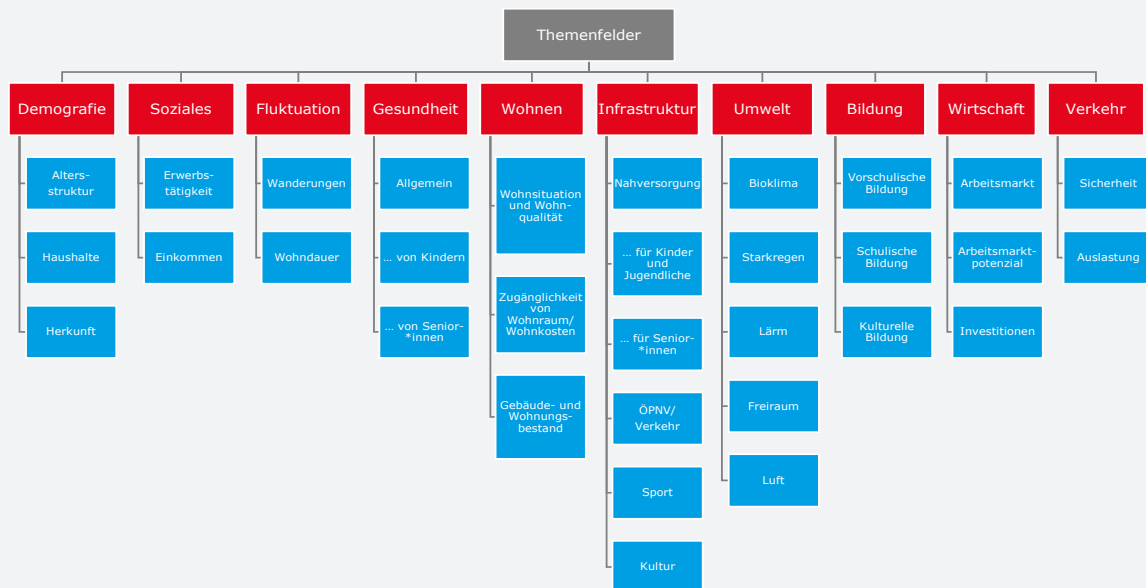 Themenfelder
Demografie
Alters-
struktur
Haushalte
Herkunft
Soziales
Erwerbs-
tätigkeit
Einkommen
Fluktuation
Wanderungen
Wohndauer
Gesundheit
Allgemein
... von Kindern
... von Senior-
*innen
Wohnen
Wohnsituation
und Wohn-
qualität
Zugänglichkeit
von
Wohnraum/
Wohnkosten
Gebäude- und
Wohnungs-
bestand
Infrastruktur
Nahversorgung
... für Kinder
und
Jugendliche
... für Senior-
*innen
ÖPNV/
Verkehr
Sport
Kultur
Umwelt
Bioklima
Starkregen
Lärm
Freiraum
Luft
Bildung
Vorschulische
Bildung
Schulische
Bildung
Kulturelle
Bildung
Wirtschaft
Arbeitsmarkt
Arbeitsmarkt-
potenzial
Investitionen
Verkehr
Sicherheit
Auslastung